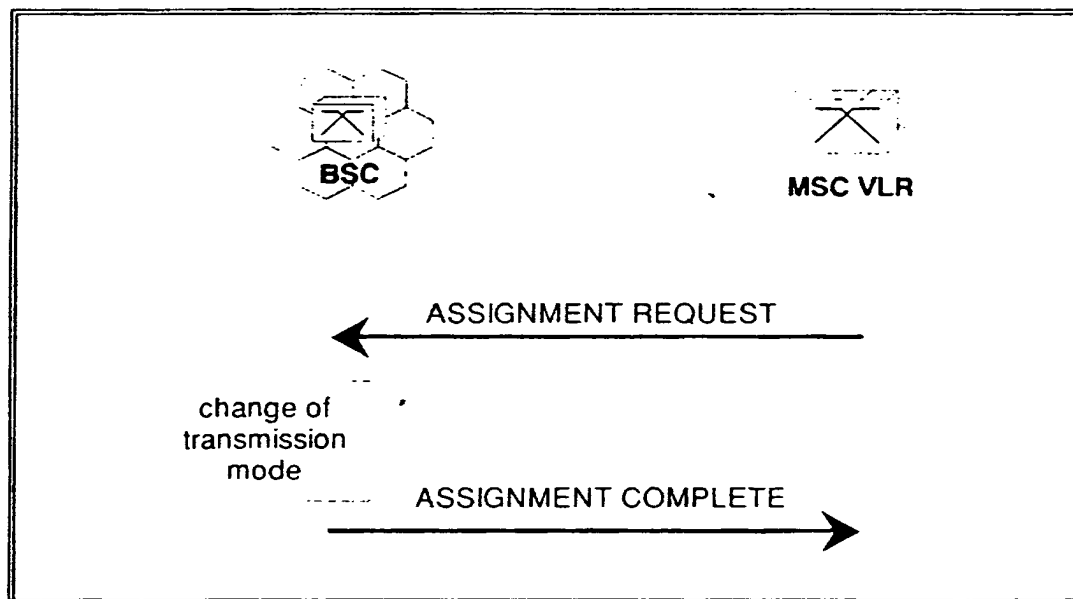 BSC
MSC VLR
ASSIGNMENT REQUEST
change of
transmission
mode
ASSIGNMENT COMPLETE